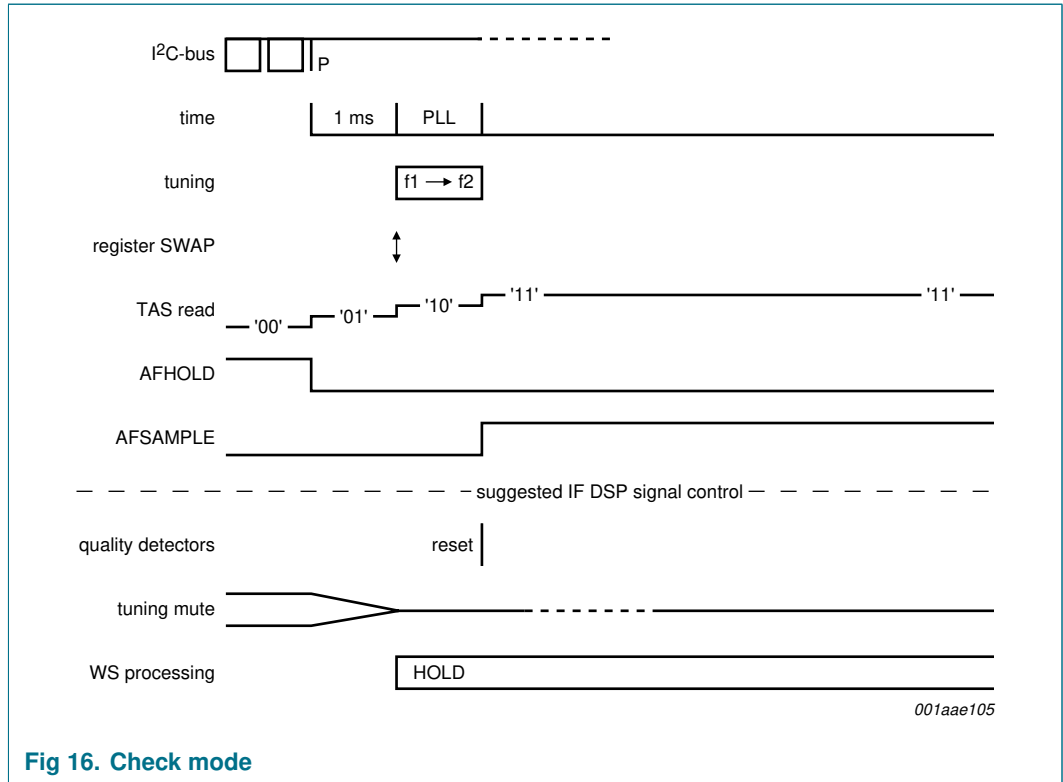 I²C-bus
P
time 1 ms PLL
tuning f1 → f2
register SWAP
TAS read '00' '01' '10' '11' '11'
AFHOLD
AFSAMPLE
suggested IF DSP signal control
quality detectors reset
tuning mute
WS processing HOLD
001aae105
Fig 16. Check mode